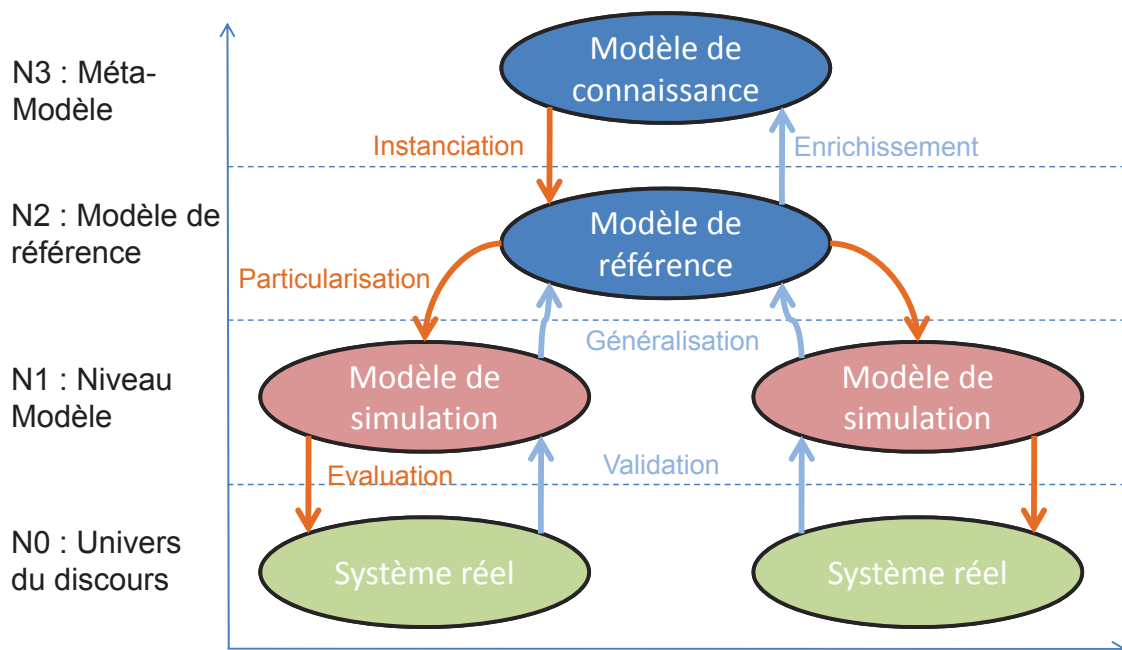 N3 : Méta-
Modèle
Modèle de
connaissance
Instanciation
Enrichissement
N2 : Modèle de
référence
Modèle de
référence
Particularisation
Généralisation
N1 : Niveau
Modèle
Modèle de
simulation
Modèle de
simulation
Evaluation
Validation
N0 : Univers
du discours
Système réel
Système réel